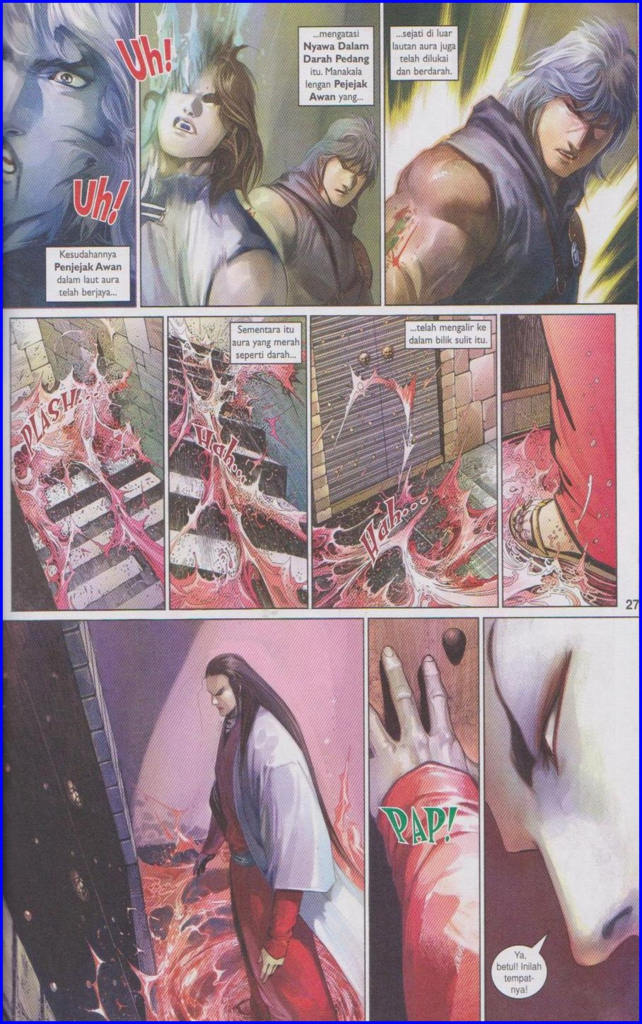 Uh!
Uh!
Kesudahannya
Penjejak Awan
dalam laut aura
telah berjaya...
...mengatasi
Nyawa Dalam
Darah Pedang
itu. Manakala
lengan Pejejak
Awan yang...
...sejati di luar
lautan aura juga
telah dilukai
dan berdarah.
PLASH!...
Sementara itu
aura yang merah
seperti darah...
Hah...
...telah mengalir ke
dalam bilik sulit itu.
Hah...
27
PAP!
Ya,
betul! Inilah
tempat-
nya!